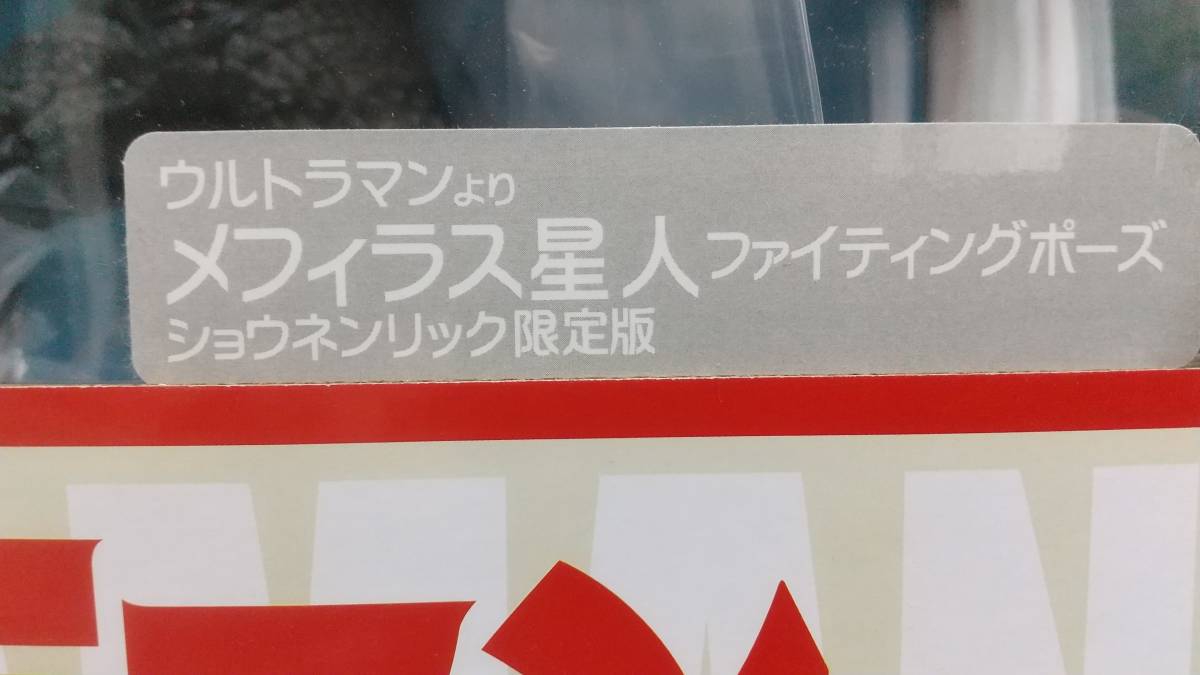 ウルトラマンより
メフィラス星人ファイティングポーズ
ショウネンリック限定版